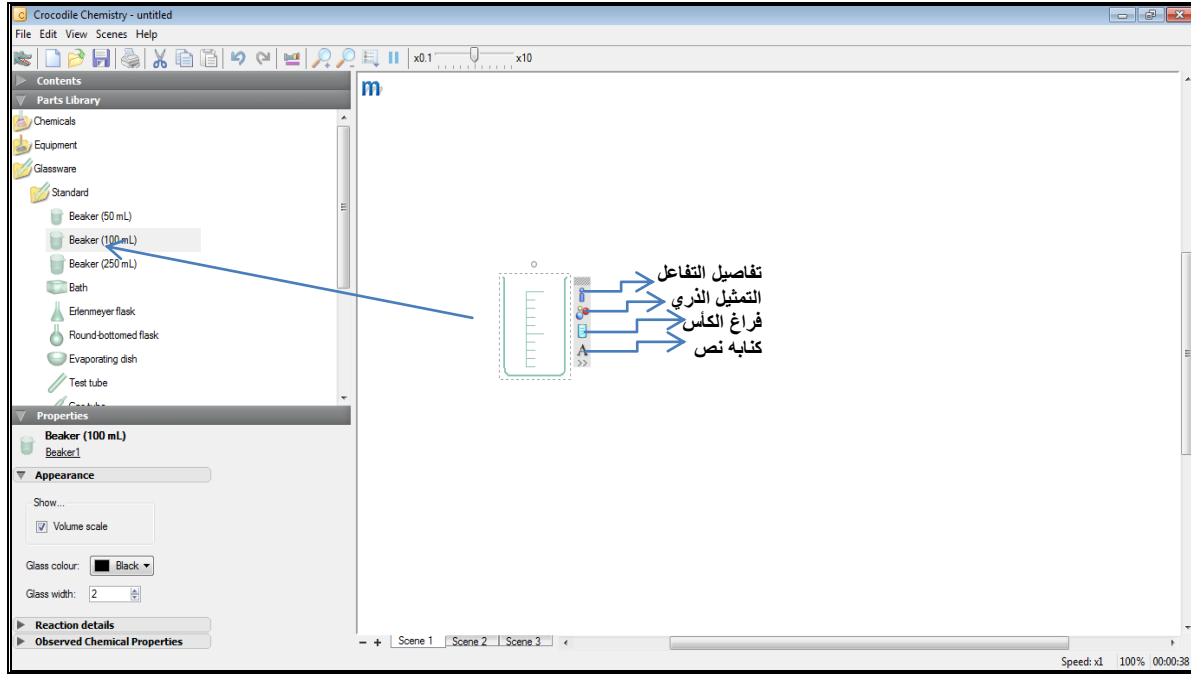 Crocodile Chemistry - untitled
File Edit View Scenes Help
x0.1 x10
Contents
Parts Library
Chemicals
Equipment
Glassware
Standard
Beaker (50 mL)
Beaker (100 mL)
Beaker (250 mL)
Bath
Erlenmeyer flask
Round-bottomed flask
Evaporating dish
Test tube
Properties
Beaker (100 mL)
Beaker1
Appearance
Show...
Volume scale
Glass colour: Black
Glass width: 2
Reaction details
Observed Chemical Properties
m
تفاصيل التفاعل
التمثيل الذري
فراغ الكأس
كتابه نص
A
>>
- + Scene 1 Scene 2 Scene 3
Speed: x1 100% 00:00:38